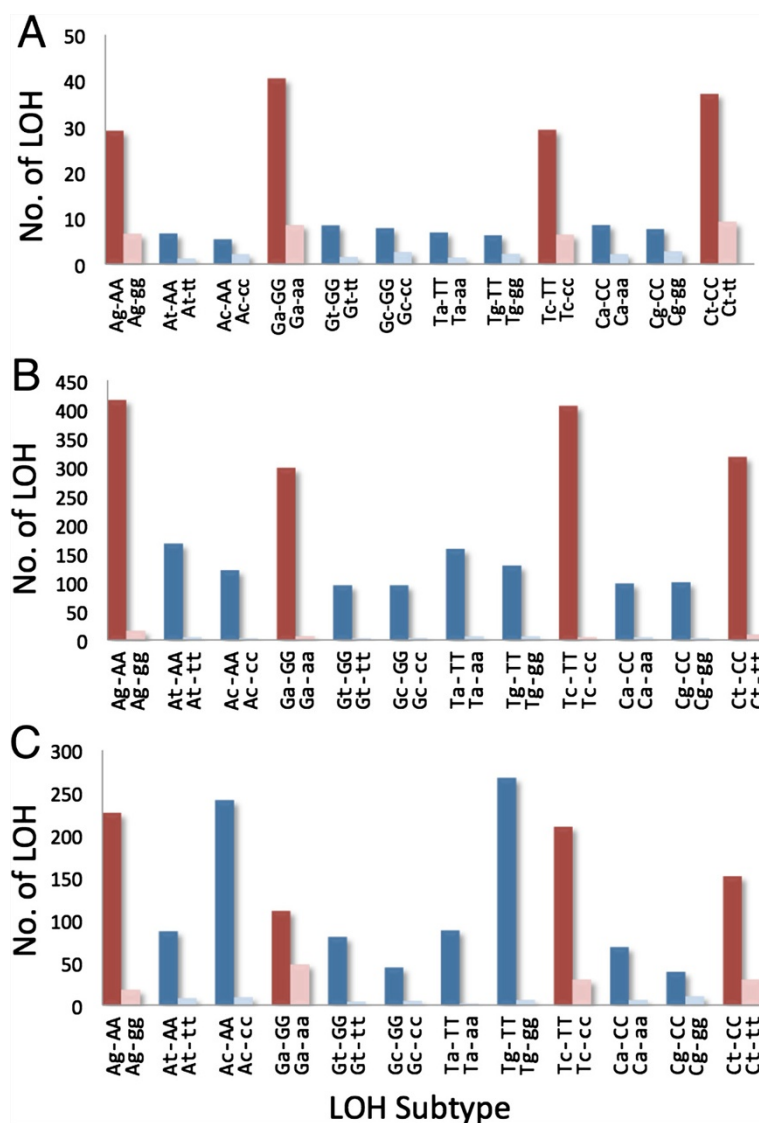 A
No. of LOH
50
40
30
20
10
0
Ag-AA
Ag-gg
At-AA
At-tt
Ac-AA
Ac-cc
Ga-GG
Ga-aa
Gt-GG
Gt-tt
Gc-GG
Gc-cc
Ta-TT
Ta-aa
Tg-TT
Tg-gg
Tc-TT
Tc-cc
Ca-CC
Ca-aa
Cg-CC
Cg-gg
Ct-CC
Ct-tt
B
No. of LOH
450
400
350
300
250
200
150
100
50
0
Ag-AA
Ag-gg
At-AA
At-tt
Ac-AA
Ac-cc
Ga-GG
Ga-aa
Gt-GG
Gt-tt
Gc-GG
Gc-cc
Ta-TT
Ta-aa
Tg-TT
Tg-gg
Tc-TT
Tc-cc
Ca-CC
Ca-aa
Cg-CC
Cg-gg
Ct-CC
Ct-tt
C
No. of LOH
300
250
200
150
100
50
0
Ag-AA
Ag-gg
At-AA
At-tt
Ac-AA
Ac-cc
Ga-GG
Ga-aa
Gt-GG
Gt-tt
Gc-GG
Gc-cc
Ta-TT
Ta-aa
Tg-TT
Tg-gg
Tc-TT
Tc-cc
Ca-CC
Ca-aa
Cg-CC
Cg-gg
Ct-CC
Ct-tt
LOH Subtype